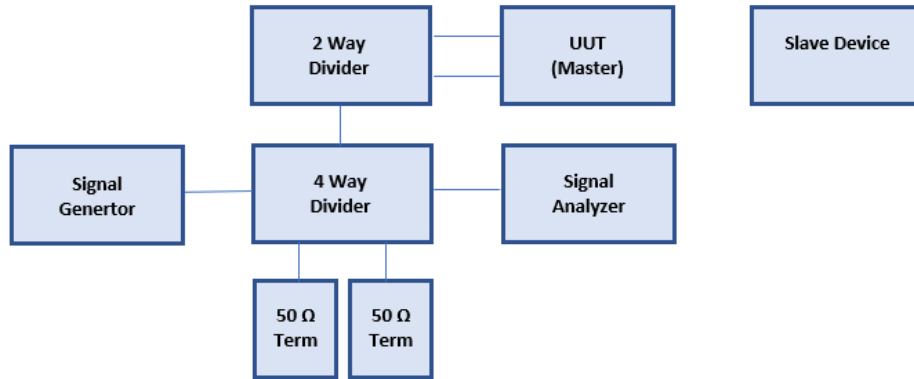 2 Way
Divider
UUT
(Master)
Slave Device
Signal
Genertor
4 Way
Divider
Signal
Analyzer
50 Ω
Term
50 Ω
Term